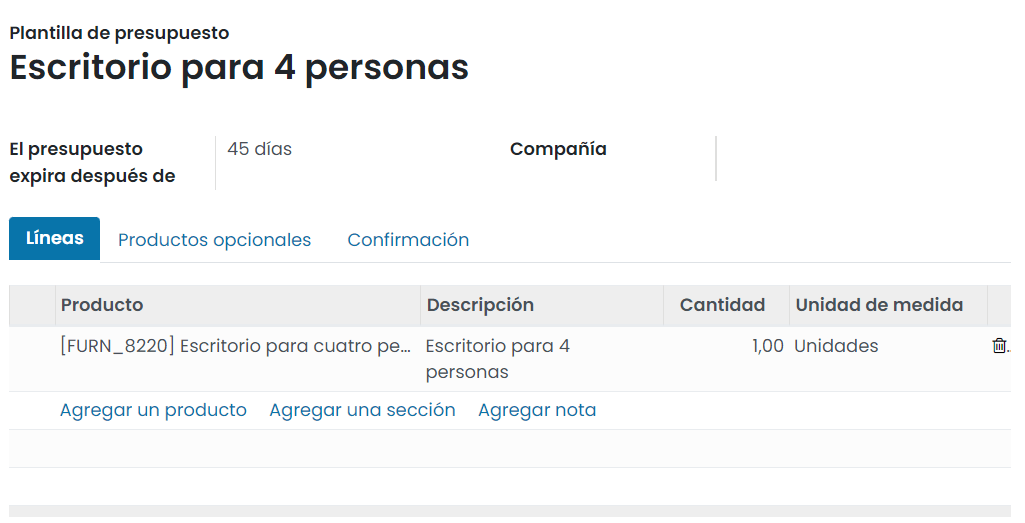 Plantilla de presupuesto
Escritorio para 4 personas
El presupuesto
expira después de
45 días
Compañía
Líneas Productos opcionales Confirmación
Producto Descripción Cantidad Unidad de medida
[FURN_8220] Escritorio para cuatro pe... Escritorio para 4 1,00 Unidades
personas
Agregar un producto Agregar una sección Agregar nota